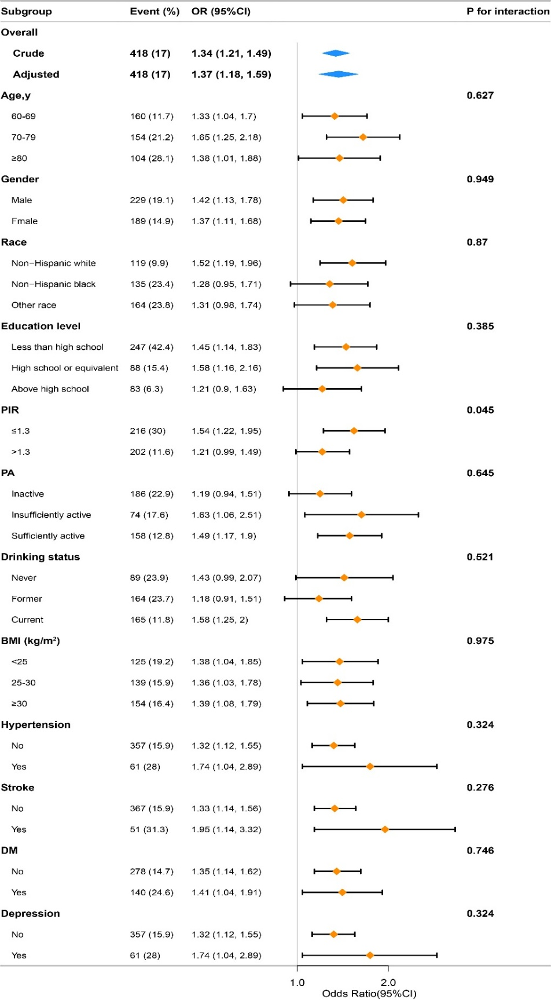 Subgroup Event (%) OR (95%CI) P for interaction
Overall
Crude 418 (17) 1.34 (1.21, 1.49)
Adjusted 418 (17) 1.37 (1.18, 1.59)
Age,y 0.627
60-69 160 (11.7) 1.33 (1.04, 1.7)
70-79 154 (21.2) 1.65 (1.25, 2.18)
≥80 104 (28.1) 1.38 (1.01, 1.88)
Gender 0.949
Male 229 (19.1) 1.42 (1.13, 1.78)
Fmale 189 (14.9) 1.37 (1.11, 1.68)
Race 0.87
Non−Hispanic white 119 (9.9) 1.52 (1.19, 1.96)
Non−Hispanic black 135 (23.4) 1.28 (0.95, 1.71)
Other race 164 (23.8) 1.31 (0.98, 1.74)
Education level 0.385
Less than high school 247 (42.4) 1.45 (1.14, 1.83)
High school or equivalent 88 (15.4) 1.58 (1.16, 2.16)
Above high school 83 (6.3) 1.21 (0.9, 1.63)
PIR 0.045
≤1.3 216 (30) 1.54 (1.22, 1.95)
>1.3 202 (11.6) 1.21 (0.99, 1.49)
PA 0.645
Inactive 186 (22.9) 1.19 (0.94, 1.51)
Insufficiently active 74 (17.6) 1.63 (1.06, 2.51)
Sufficiently active 158 (12.8) 1.49 (1.17, 1.9)
Drinking status 0.521
Never 89 (23.9) 1.43 (0.99, 2.07)
Former 164 (23.7) 1.18 (0.91, 1.51)
Current 165 (11.8) 1.58 (1.25, 2)
BMI (kg/m²) 0.975
<25 125 (19.2) 1.38 (1.04, 1.85)
25-30 139 (15.9) 1.36 (1.03, 1.78)
≥30 154 (16.4) 1.39 (1.08, 1.79)
Hypertension 0.324
No 357 (15.9) 1.32 (1.12, 1.55)
Yes 61 (28) 1.74 (1.04, 2.89)
Stroke 0.276
No 367 (15.9) 1.33 (1.14, 1.56)
Yes 51 (31.3) 1.95 (1.14, 3.32)
DM 0.746
No 278 (14.7) 1.35 (1.14, 1.62)
Yes 140 (24.6) 1.41 (1.04, 1.91)
Depression 0.324
No 357 (15.9) 1.32 (1.12, 1.55)
Yes 61 (28) 1.74 (1.04, 2.89)
1.0 2.0
Odds Ratio(95%CI)